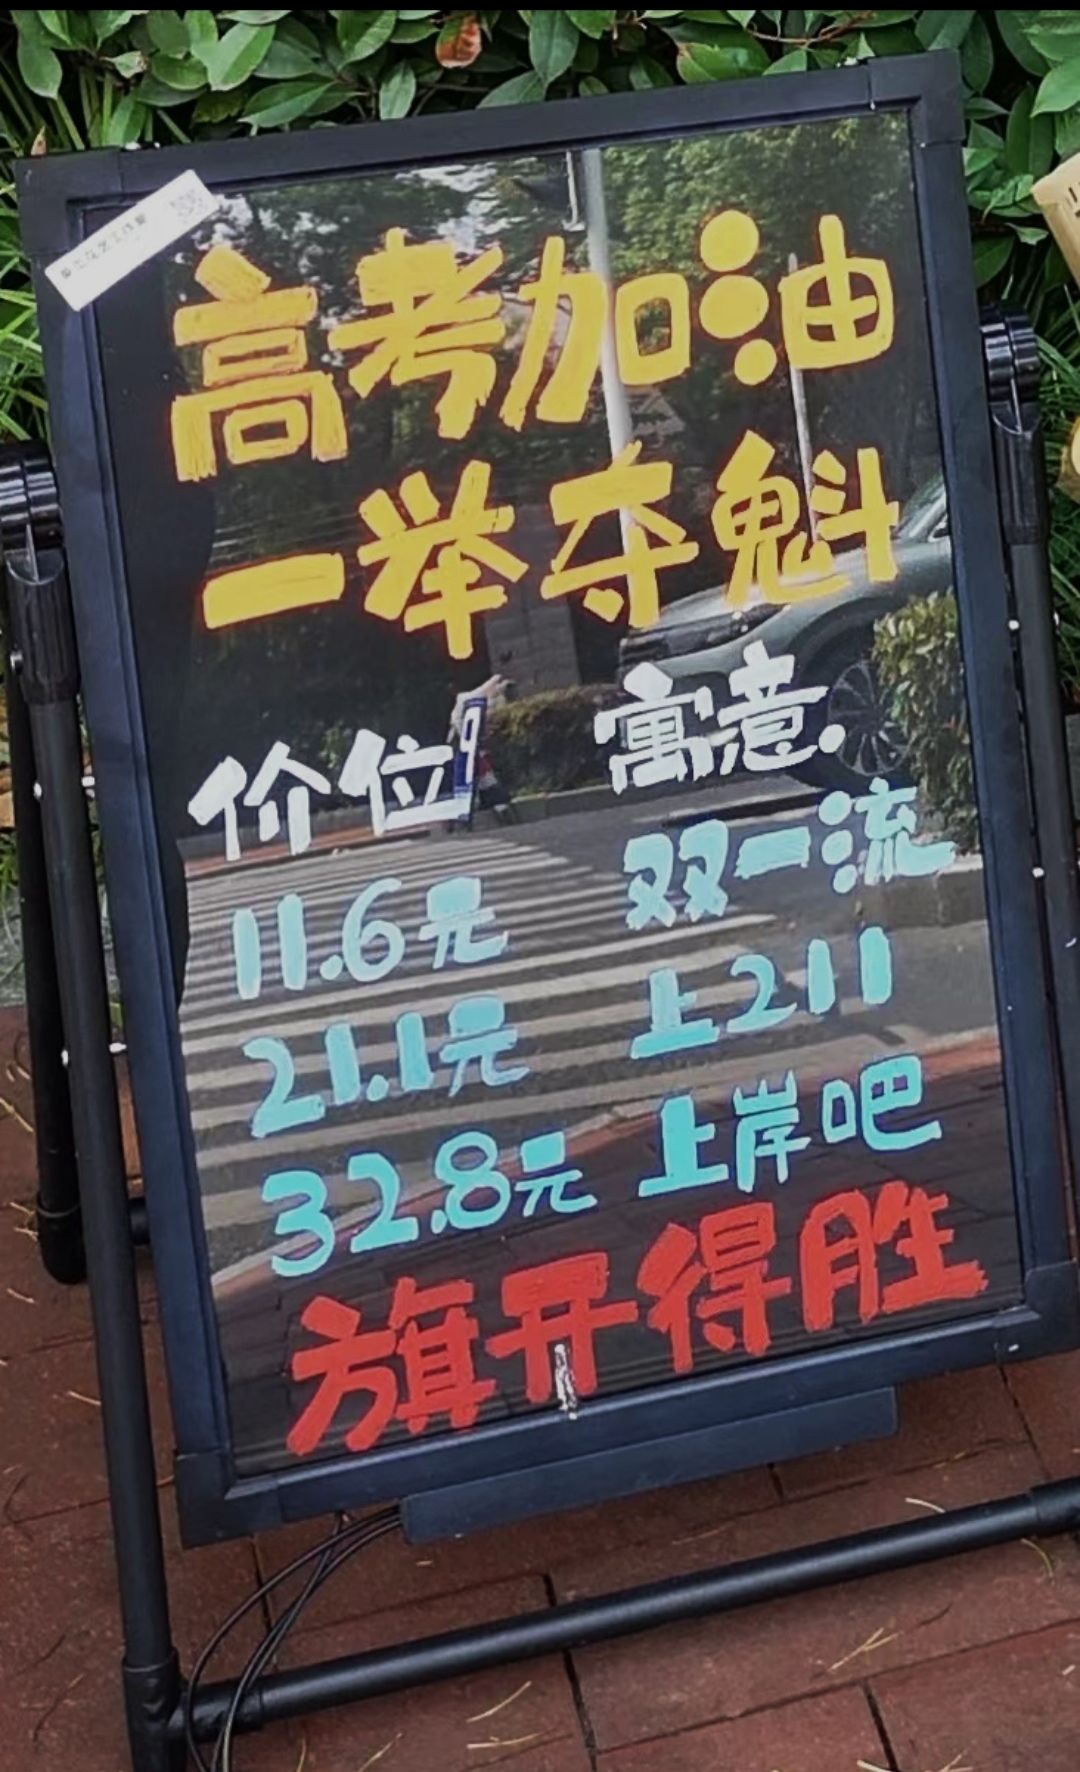 高考加油
一举夺魁
价位 寓意.
11.6元 双一流
21.1元 上211
32.8元 上岸吧
旗开得胜